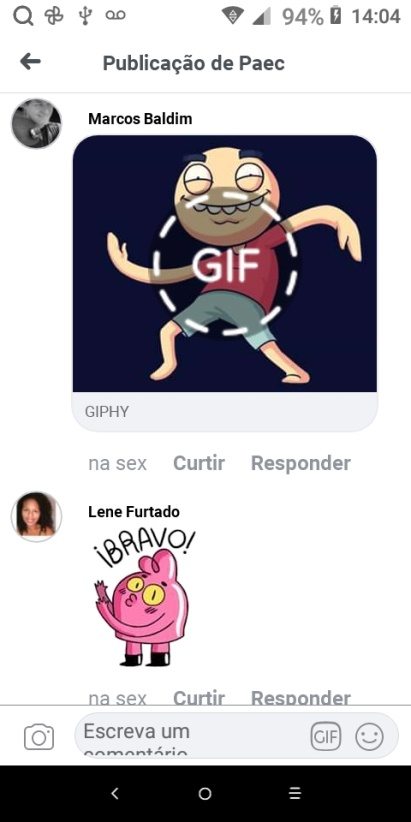 94% 14:04
Publicação de Paec
Marcos Baldim
GIF
GIPHY
na sex Curtir Responder
Lene Furtado
¡BRAVO!
na sex Curtir Responder
Escreva um
comentário
GIF